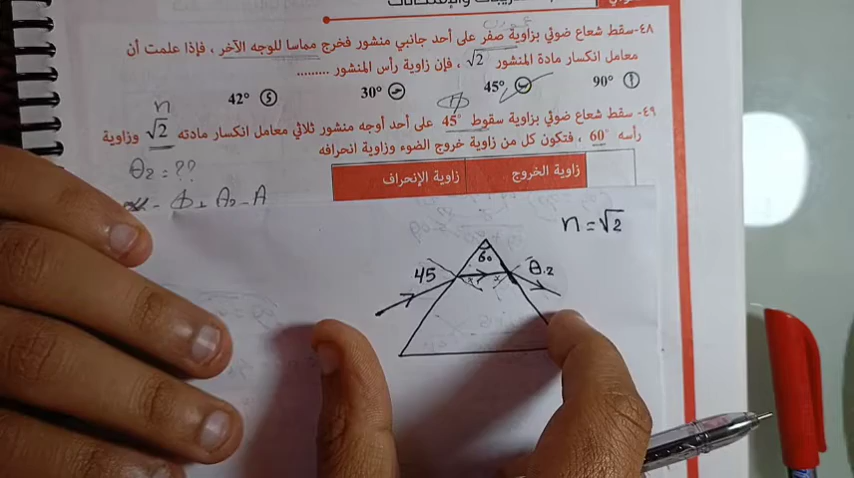 ٤٨- سقط شعاع ضوئي بزاوية صفر على أحد جانبي منشور فخرج مماسا للوجه الآخر ، فإذا علمت أن
معامل انكسار مادة المنشور √2 ، فإن زاوية رأس المنشور .........
أ 90° ب 45° ج 30° د 42°
n
٤٩- سقط شعاع ضوئي بزاوية سقوط 45° على أحد أوجه منشور ثلاثي معامل انكسار مادته √2 وزاوية
رأسه 60° ، فتكون كل من زاوية خروج الضوء وزاوية انحرافه
θ2 = ??
زاوية الخروج زاوية الإنحراف
n = √2
60
45 θ.2